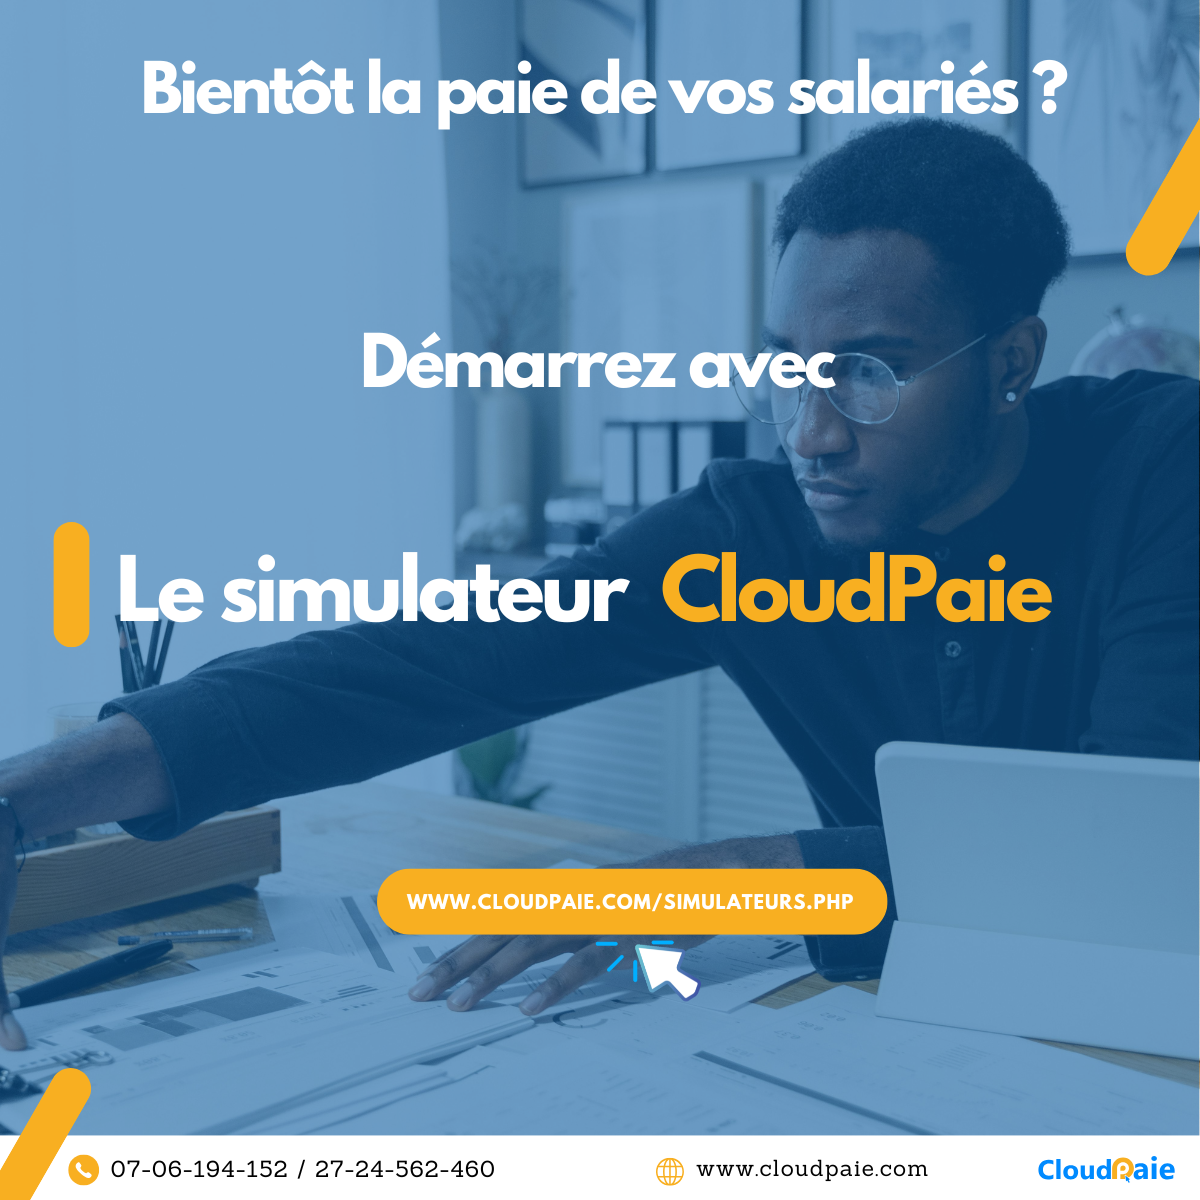 Bientôt la paie de vos salariés ?
Démarrez avec
Le simulateur CloudPaie
WWW.CLOUDPAIE.COM/SIMULATEURS.PHP
07-06-194-152 / 27-24-562-460
www.cloudpaie.com
CloudPaie